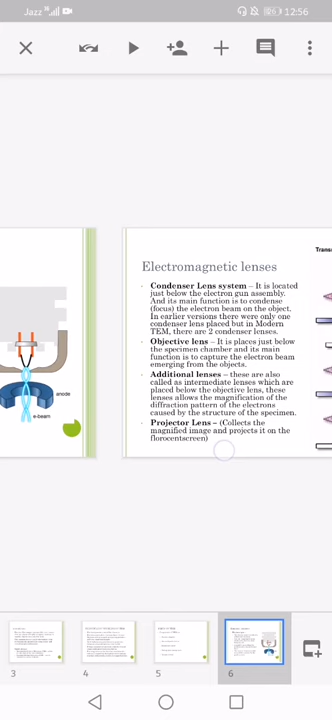 Jazz 12:56
Electromagnetic lenses
Trans
Condenser Lens system – It is located
just below the electron gun assembly.
And its main function is to condense
(focus) the electron beam on the object.
In earlier versions there were only one
condenser lens placed but in Modern
TEM, there are 2 condenser lenses.
Objective lens – It is places just below
the specimen chamber and its main
function is to capture the electron beam
emerging from the objects.
Additional lenses – these are also
called as intermediate lenses which are
placed below the objective lens, these
lenses allows the magnification of the
diffraction pattern of the electrons
caused by the structure of the specimen.
Projector Lens – (Collects the
magnified image and projects it on the
florocentscreen)
anode
e-beam
3 4 5 6